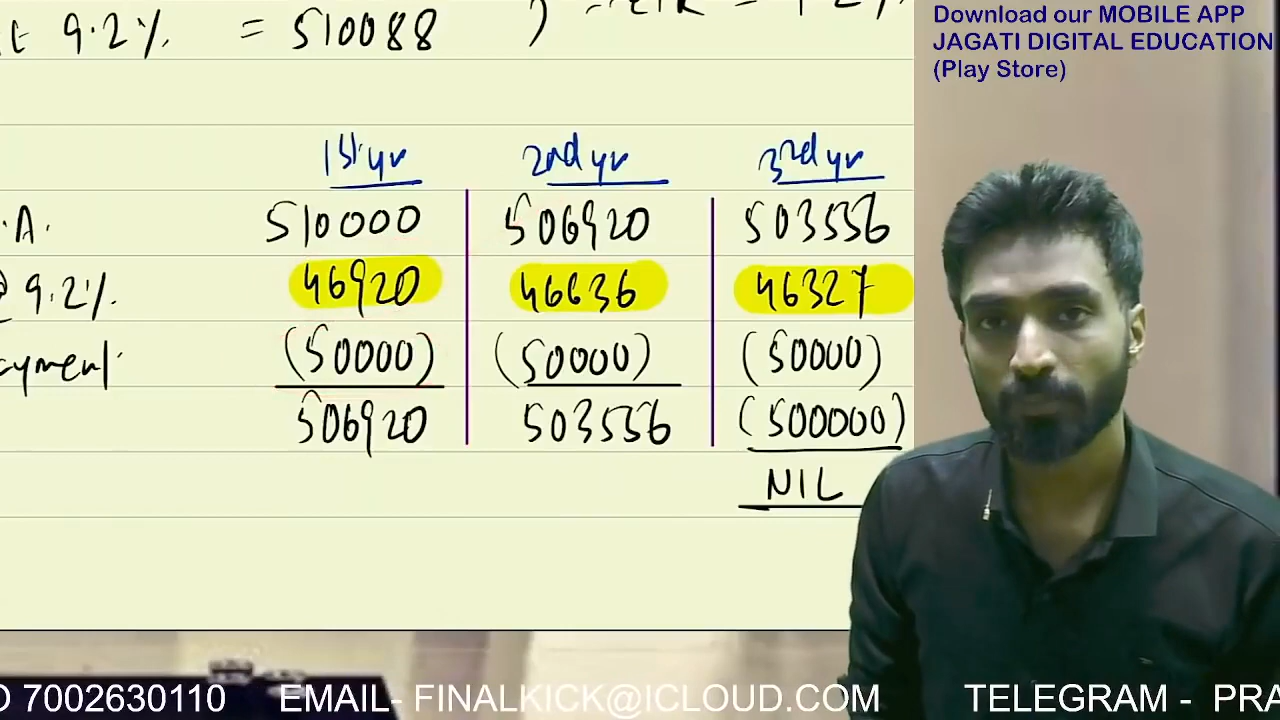 Download our MOBILE APP
JAGATI DIGITAL EDUCATION
(Play Store)
9.2% = 510088
1st yr 2nd yr 3rd yr
.A. 510000 506920 503556
@ 9.2% 46920 46636 46327
ayment (50000) (50000) (50000)
506920 503556 (500000)
NIL
D 7002630110 EMAIL- FINALKICK@ICLOUD.COM TELEGRAM - PRA